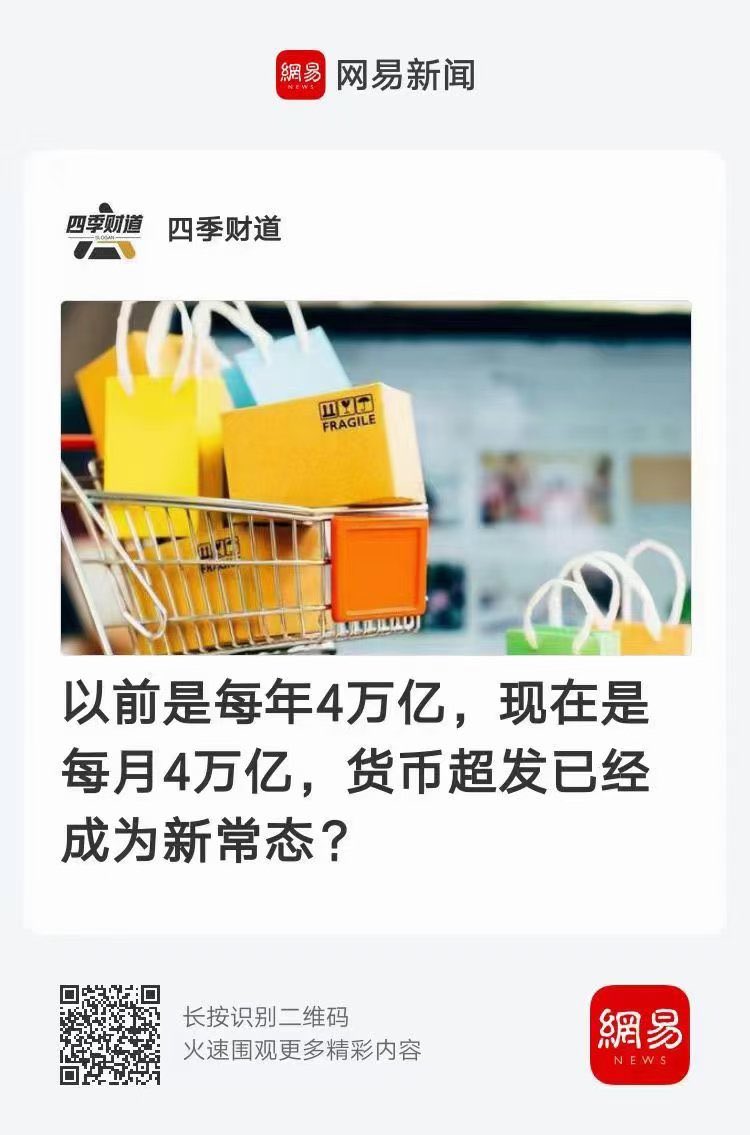 網易
NEWS
网易新闻
四季财道
SLOGAN
四季财道
FRAGILE
以前是每年4万亿，现在是
每月4万亿，货币超发已经
成为新常态？
长按识别二维码
火速围观更多精彩内容
網易
NEWS